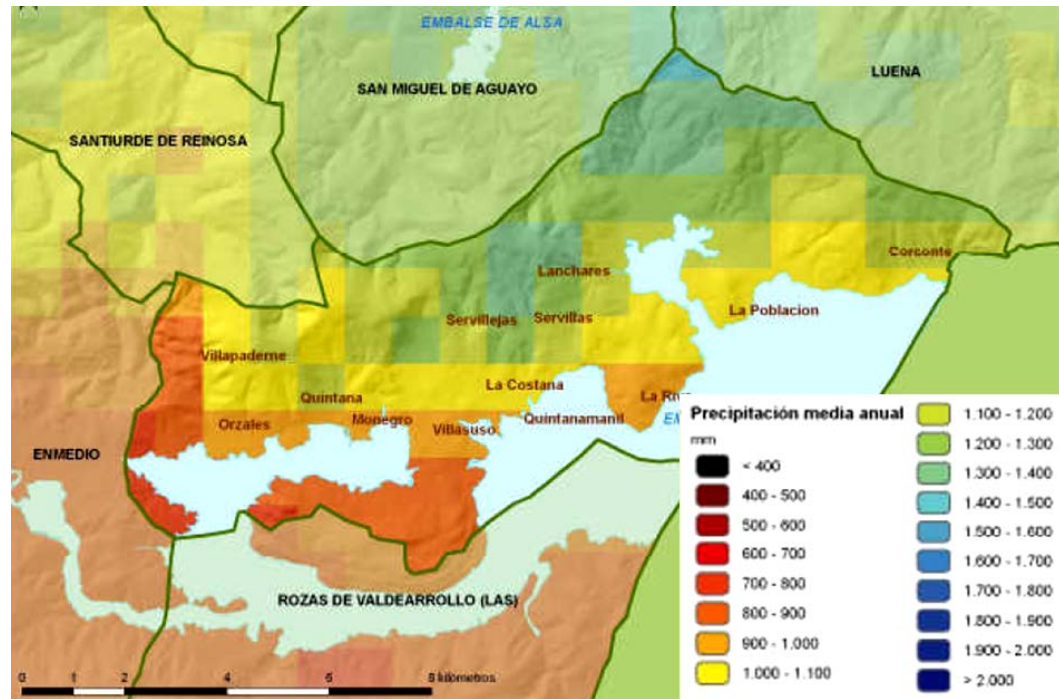 EMBALSE DE ALSA
LUENA
SAN MIGUEL DE AGUAYO
SANTIURDE DE REINOSA
Corconte
Lanchares
La Poblacion
Servillejas
Servillas
Villapaderne
La Costana
Quintana
La Riv
Orzales
Monegro
Villasuso
Quintanamanil
ENMEDIO
ROZAS DE VALDEARROLLO (LAS)
0 2 4 6 8 kilometros
Precipitación media anual
mm
< 400
400 - 500
500 - 600
600 - 700
700 - 800
800 - 900
900 - 1.000
1.000 - 1.100
1.100 - 1.200
1.200 - 1.300
1.300 - 1.400
1.400 - 1.500
1.500 - 1.600
1.600 - 1.700
1.700 - 1.800
1.800 - 1.900
1.900 - 2.000
> 2.000